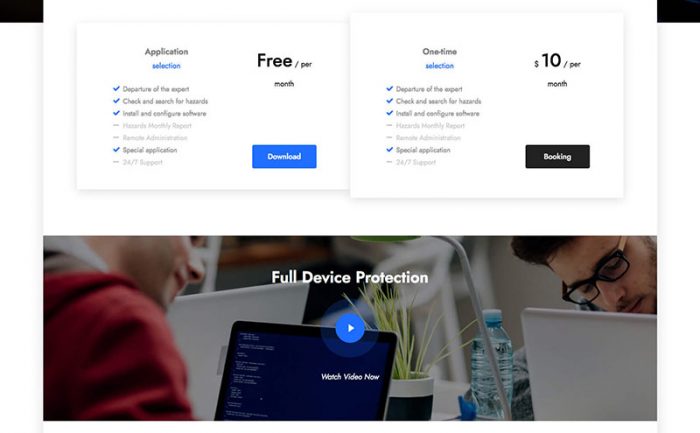 Application
selection
Free / per
month
Departure of the expert
Check and search for hazards
Install and configure software
Hazards Monthly Report
Remote Administration
Special application
24/7 Support
Download
One-time
selection
$ 10 / per
month
Departure of the expert
Check and search for hazards
Install and configure software
Hazards Monthly Report
Remote Administration
Special application
24/7 Support
Booking
Full Device Protection
Watch Video Now